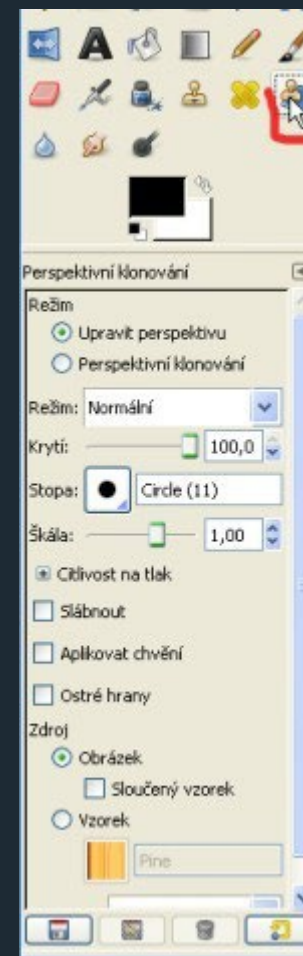 Perspektivní klonování
Režim
Upravit perspektivu
Perspektivní klonování
Režim: Normální
Krytí: 100,0
Stopa: Circle (11)
Škála: 1,00
Citlivost na tlak
Slábnout
Aplikovat chvění
Ostré hrany
Zdroj
Obrázek
Sloučený vzorek
Vzorek
Pine